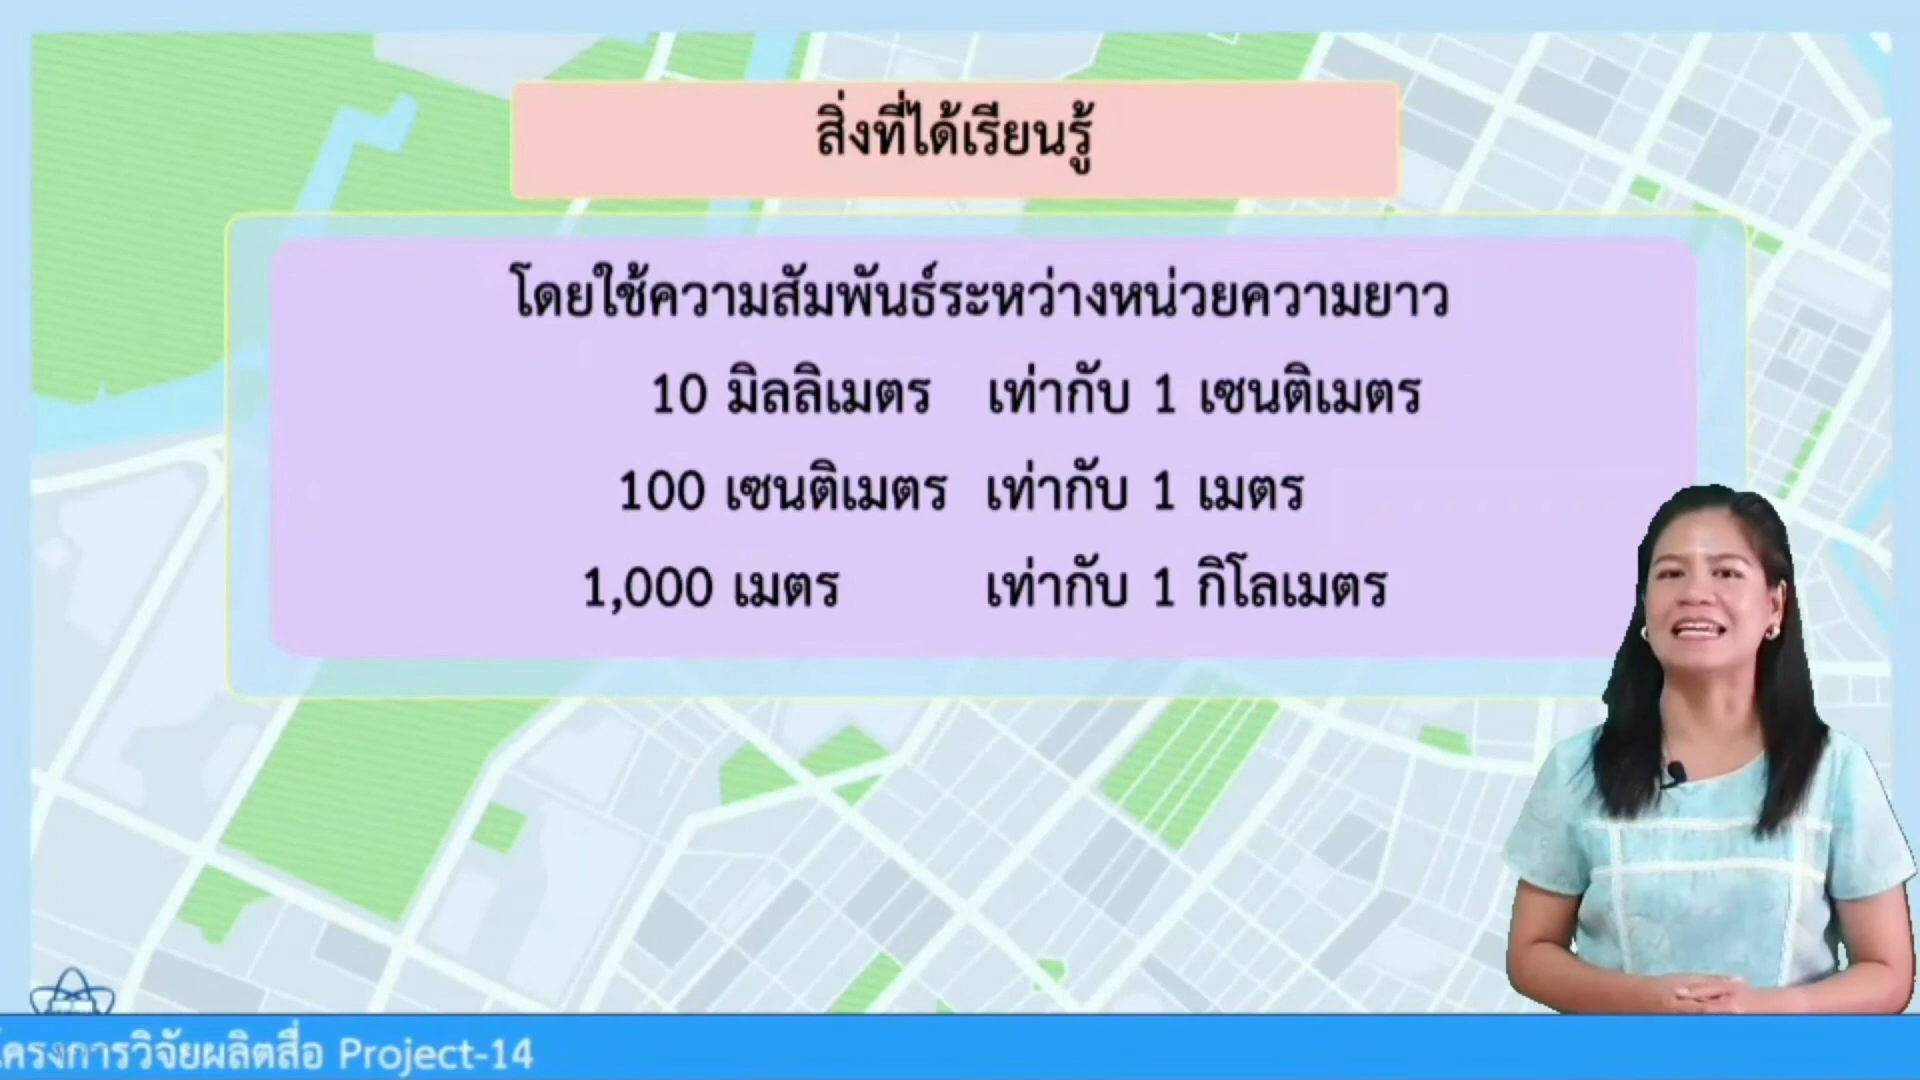 สิ่งที่ได้เรียนรู้
โดยใช้ความสัมพันธ์ระหว่างหน่วยความยาว
10 มิลลิเมตร เท่ากับ 1 เซนติเมตร
100 เซนติเมตร เท่ากับ 1 เมตร
1,000 เมตร เท่ากับ 1 กิโลเมตร
โครงการวิจัยผลิตสื่อ Project-14